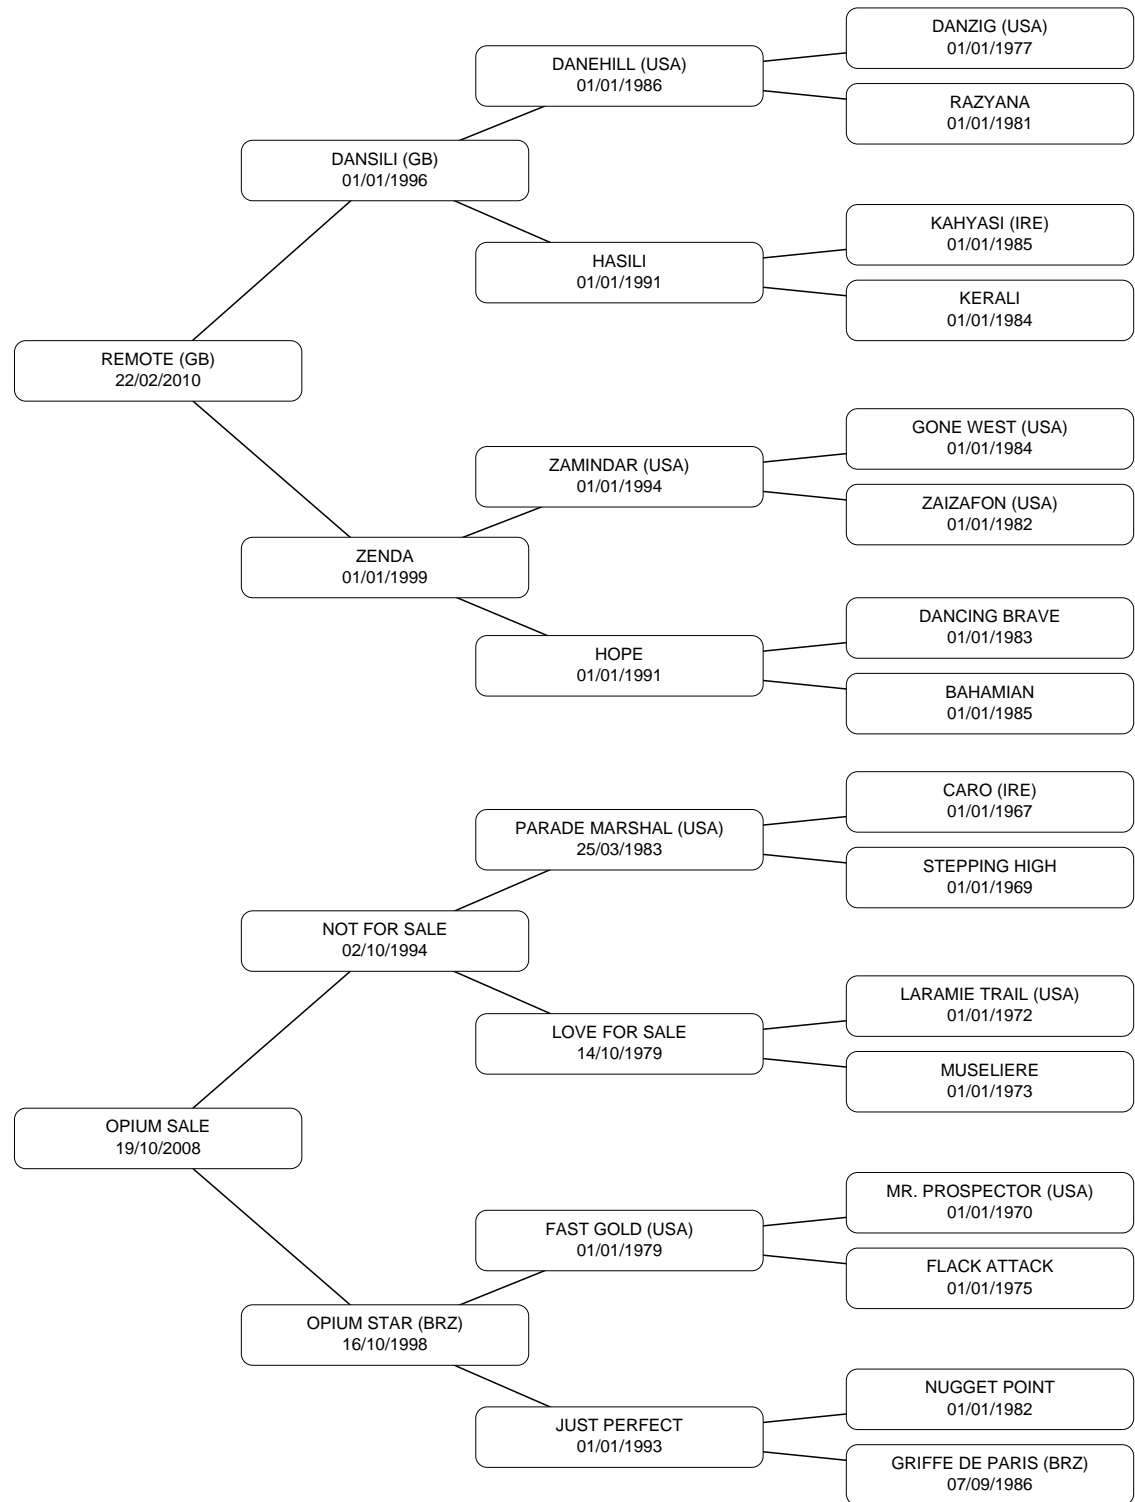 DANZIG (USA)
01/01/1977
DANEHILL (USA)
01/01/1986
RAZYANA
01/01/1981
DANSILI (GB)
01/01/1996
KAHYASI (IRE)
01/01/1985
HASILI
01/01/1991
KERALI
01/01/1984
REMOTE (GB)
22/02/2010
GONE WEST (USA)
01/01/1984
ZAMINDAR (USA)
01/01/1994
ZAIZAFON (USA)
01/01/1982
ZENDA
01/01/1999
DANCING BRAVE
01/01/1983
HOPE
01/01/1991
BAHAMIAN
01/01/1985
CARO (IRE)
01/01/1967
PARADE MARSHAL (USA)
25/03/1983
STEPPING HIGH
01/01/1969
NOT FOR SALE
02/10/1994
LARAMIE TRAIL (USA)
01/01/1972
LOVE FOR SALE
14/10/1979
MUSELIERE
01/01/1973
OPIUM SALE
19/10/2008
MR. PROSPECTOR (USA)
01/01/1970
FAST GOLD (USA)
01/01/1979
FLACK ATTACK
01/01/1975
OPIUM STAR (BRZ)
16/10/1998
NUGGET POINT
01/01/1982
JUST PERFECT
01/01/1993
GRIFFE DE PARIS (BRZ)
07/09/1986